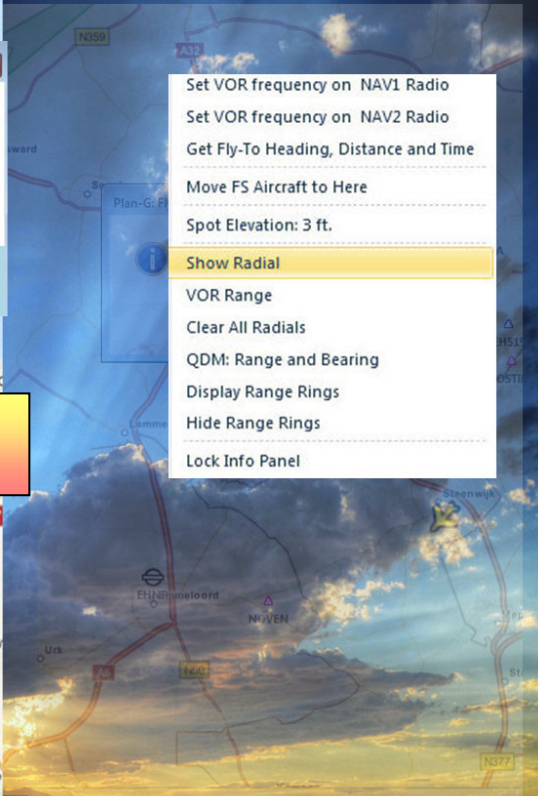 N359
A32
Set VOR frequency on NAV1 Radio
Set VOR frequency on NAV2 Radio
Get Fly-To Heading, Distance and Time
Move FS Aircraft to Here
Plan-G:
Spot Elevation: 3 ft.
Show Radial
VOR Range
Clear All Radials
QDM: Range and Bearing
Display Range Rings
Hide Range Rings
Lock Info Panel
Lemme
Steenwijk
NOVEN
Urk
A6
N50
N377